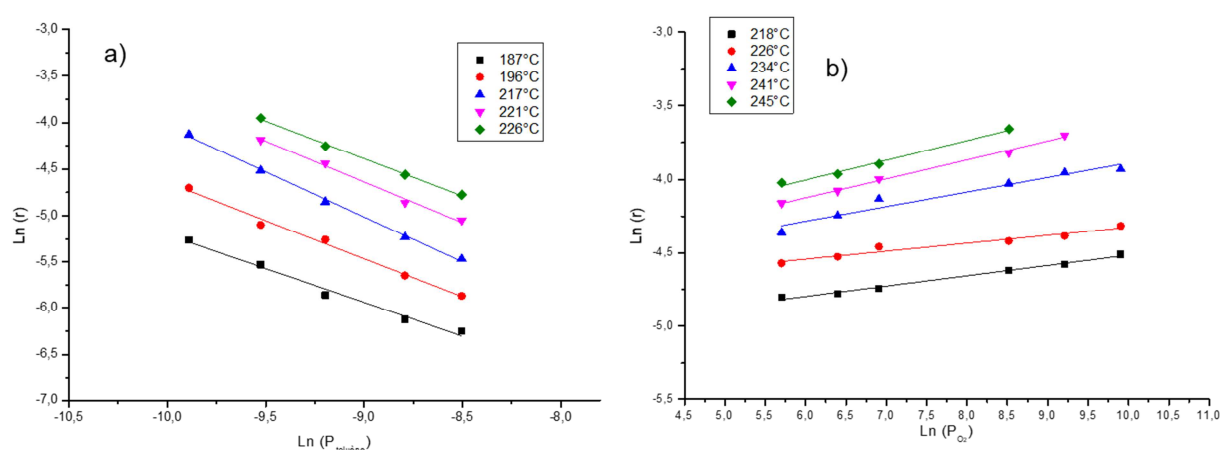 a)
187°C
196°C
217°C
221°C
226°C
-3,0
-3,5
-4,0
-4,5
-5,0
-5,5
-6,0
-6,5
-7,0
Ln (r)
-10,5 -10,0 -9,5 -9,0 -8,5 -8,0
Ln (P
b)
218°C
226°C
234°C
241°C
245°C
-3,0
-3,5
-4,0
-4,5
-5,0
-5,5
Ln (r)
4,5 5,0 5,5 6,0 6,5 7,0 7,5 8,0 8,5 9,0 9,5 10,0 10,5 11,0
Ln (P O₂)